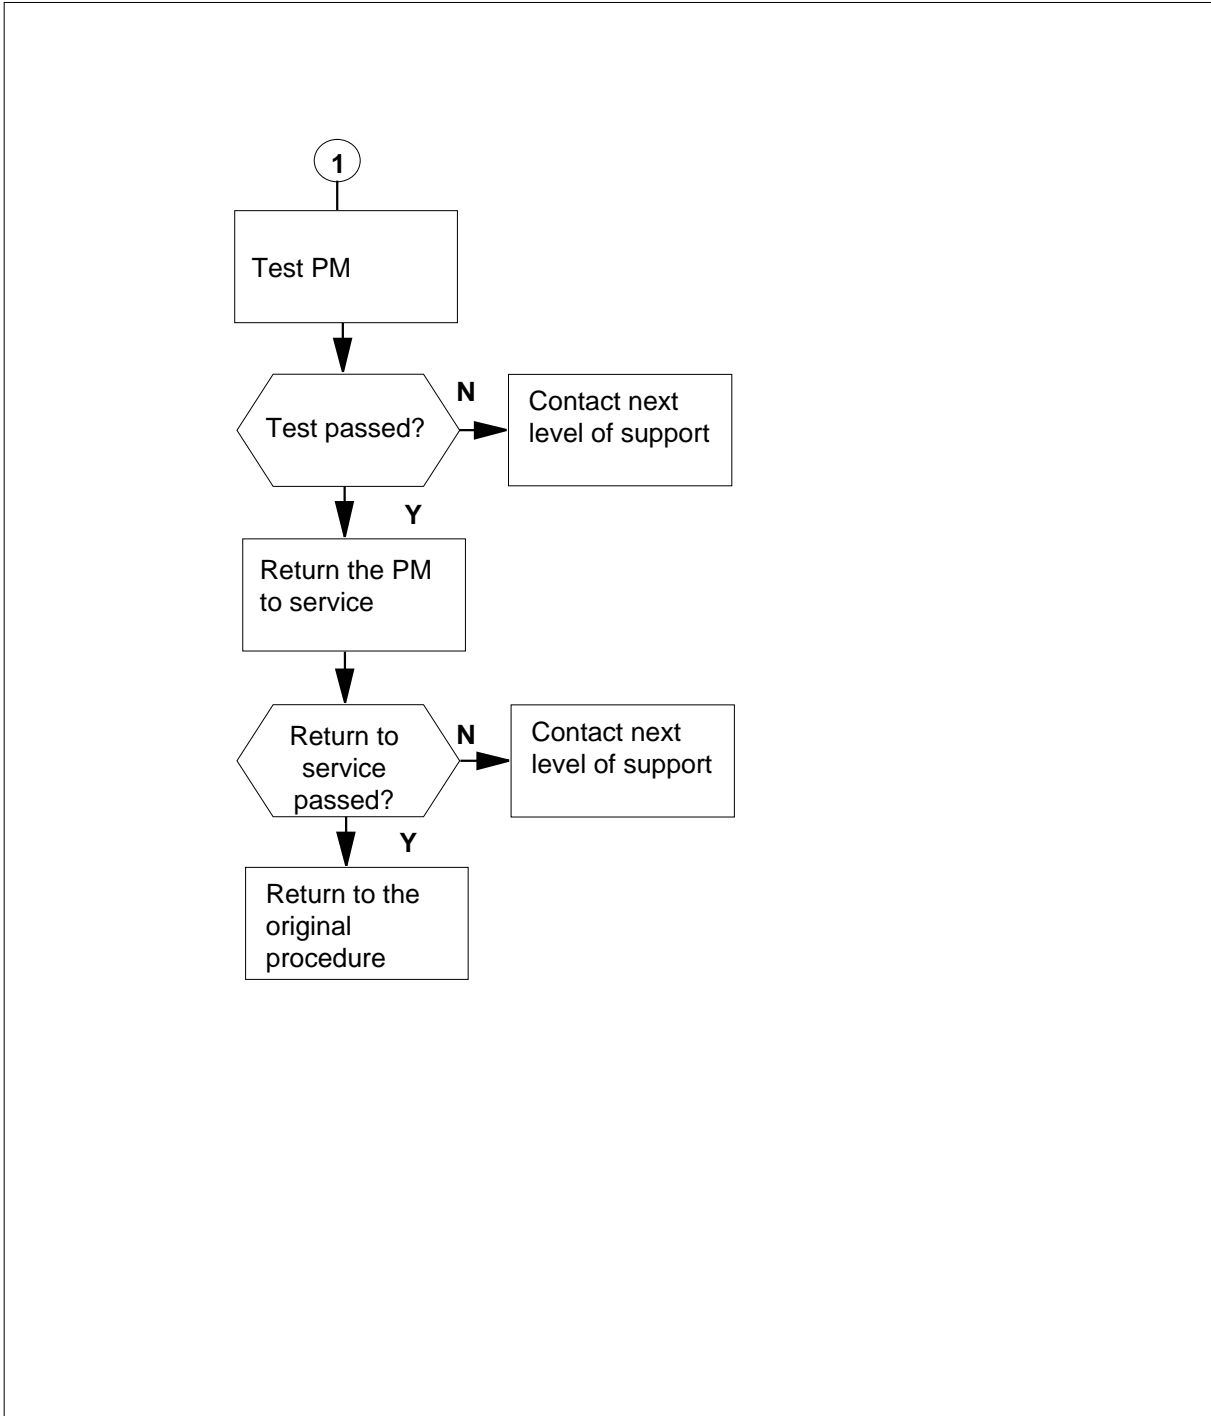 1
Test PM
Test passed?
N
Contact next
level of support
Y
Return the PM
to service
Return to
service
passed?
N
Contact next
level of support
Y
Return to the
original
procedure